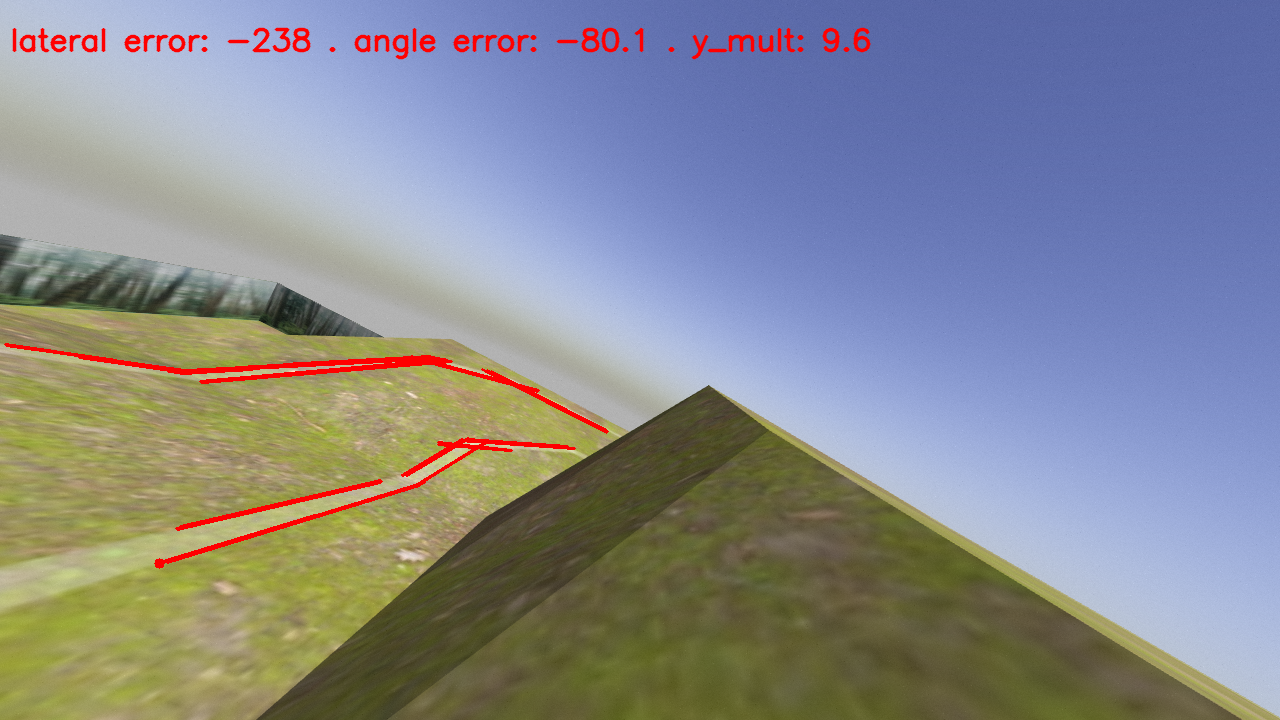 lateral error: -238 . angle error: -80.1 . y_mult: 9.6